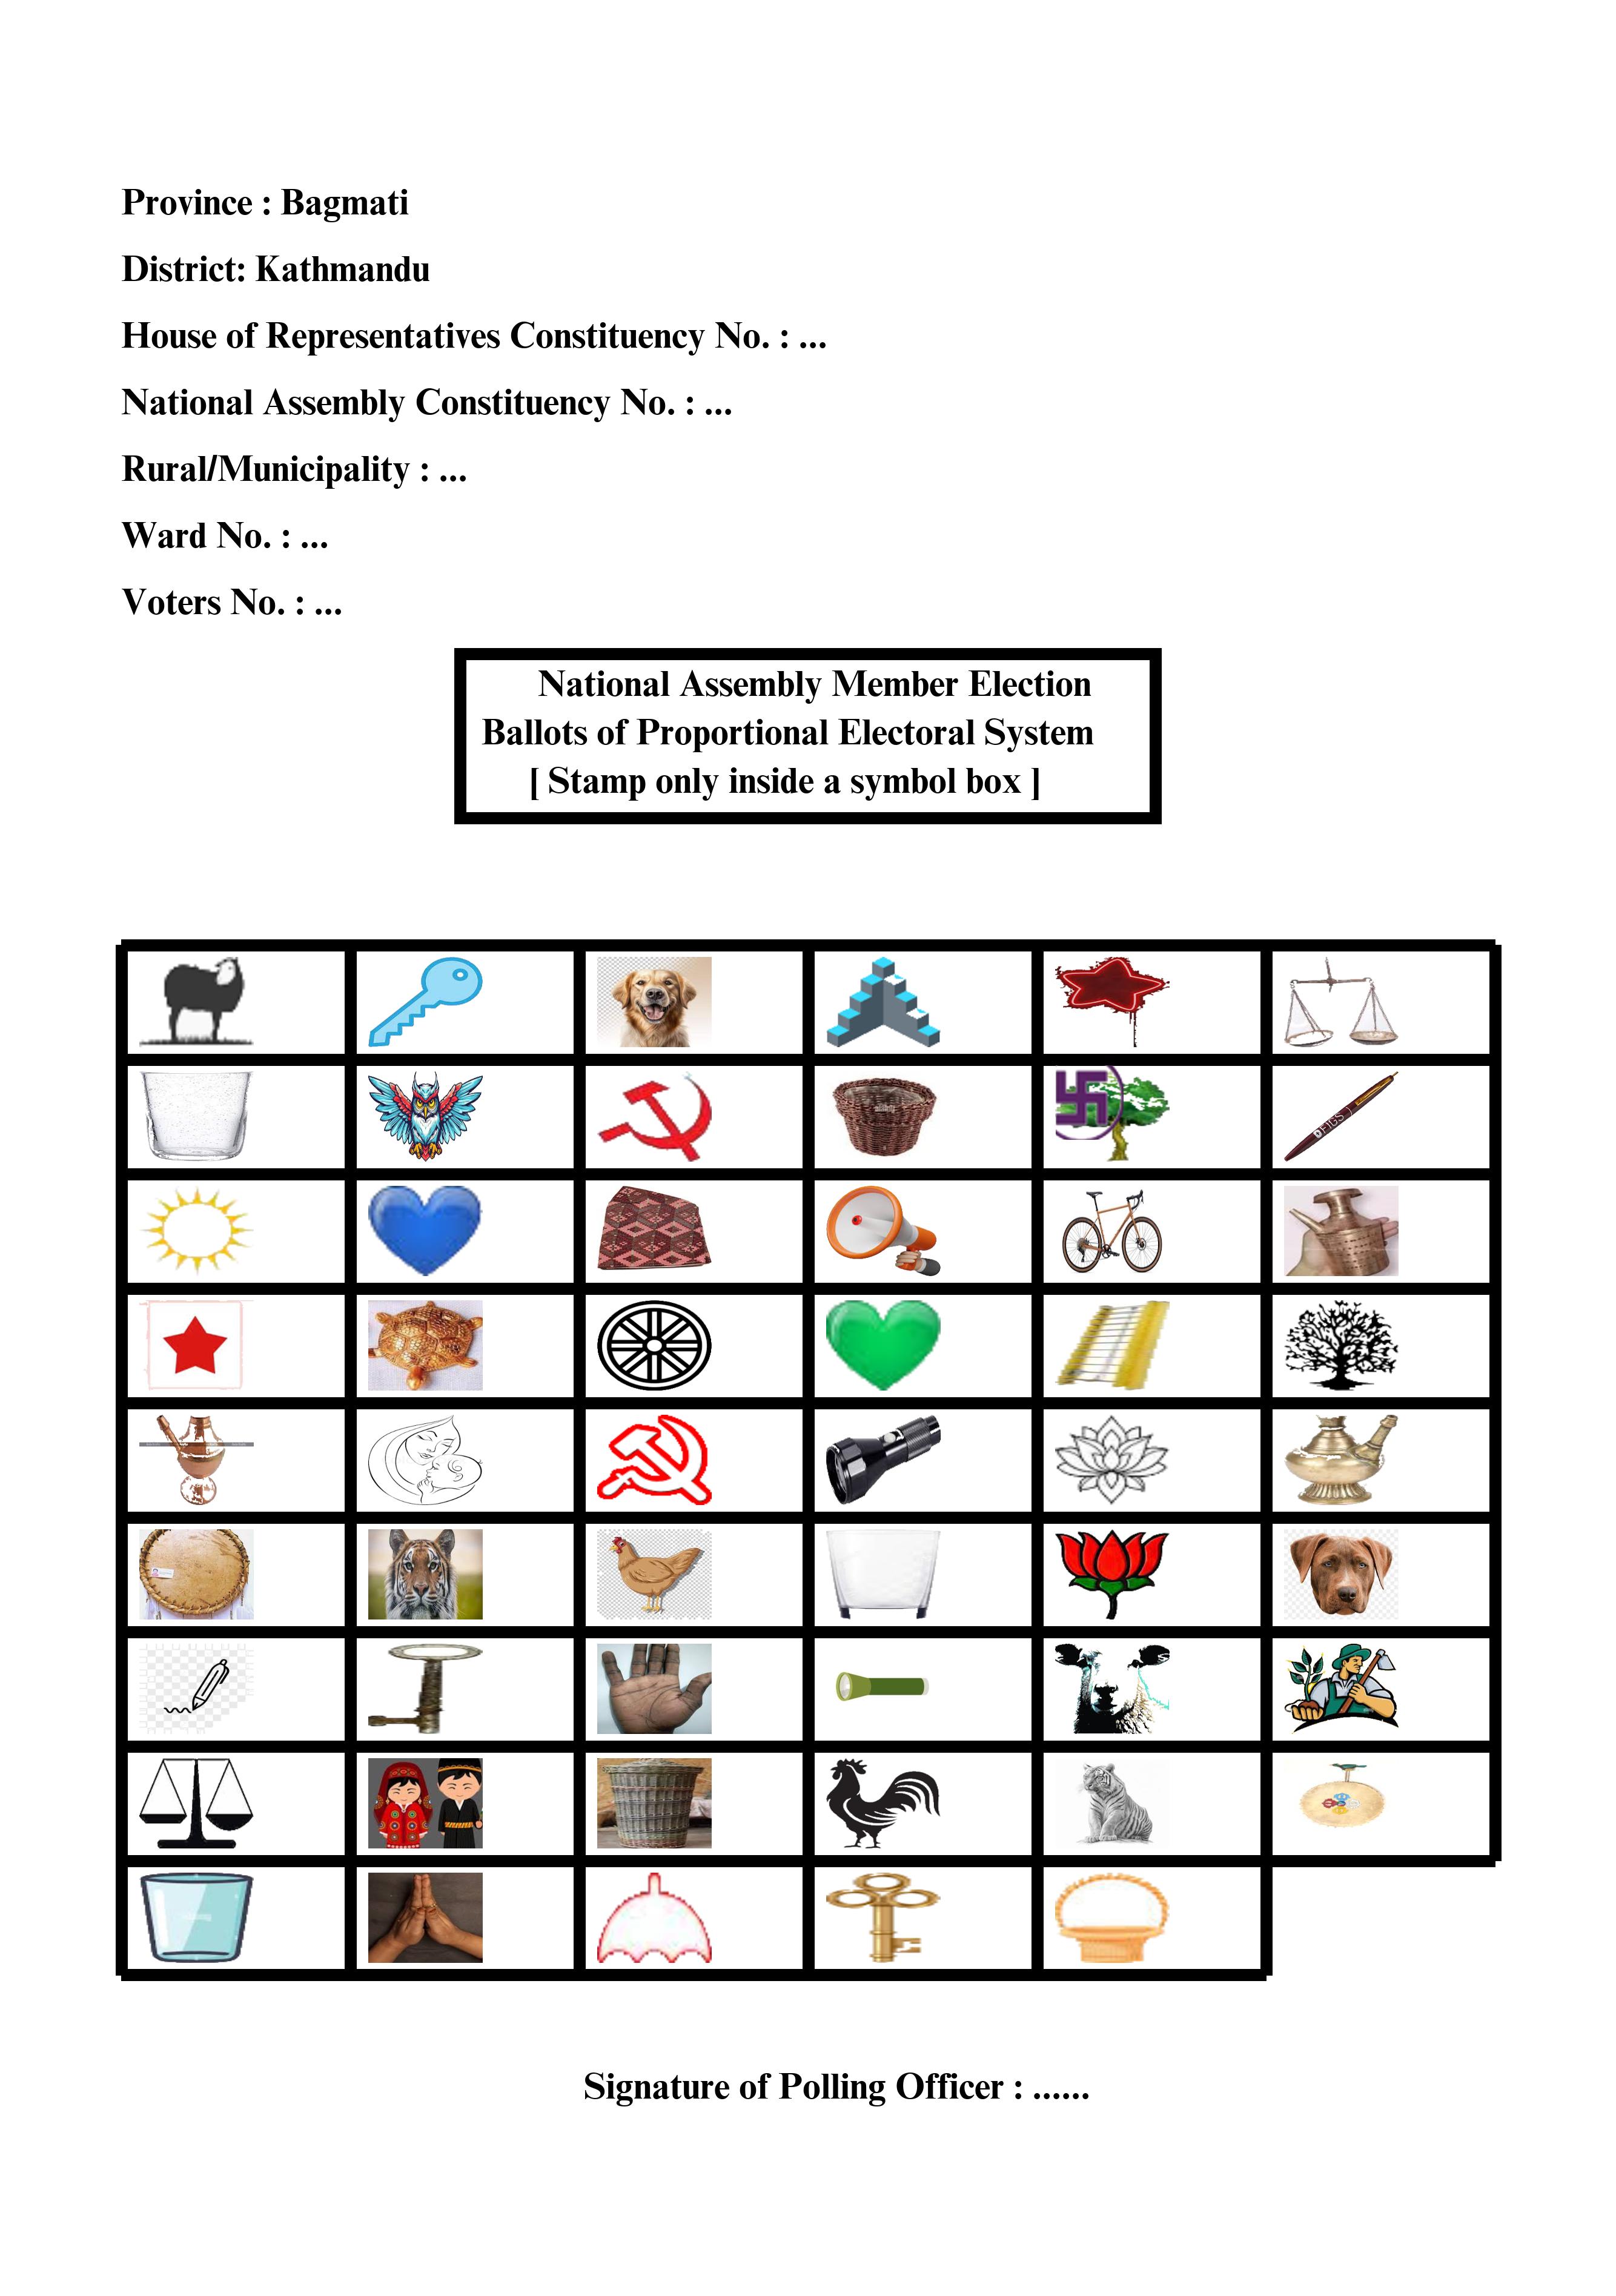 Province : Bagmati
District: Kathmandu
House of Representatives Constituency No. : ...
National Assembly Constituency No. : ...
Rural/Municipality : ...
Ward No. : ...
Voters No. : ...
National Assembly Member Election
Ballots of Proportional Electoral System
[ Stamp only inside a symbol box ]
Signature of Polling Officer : ......